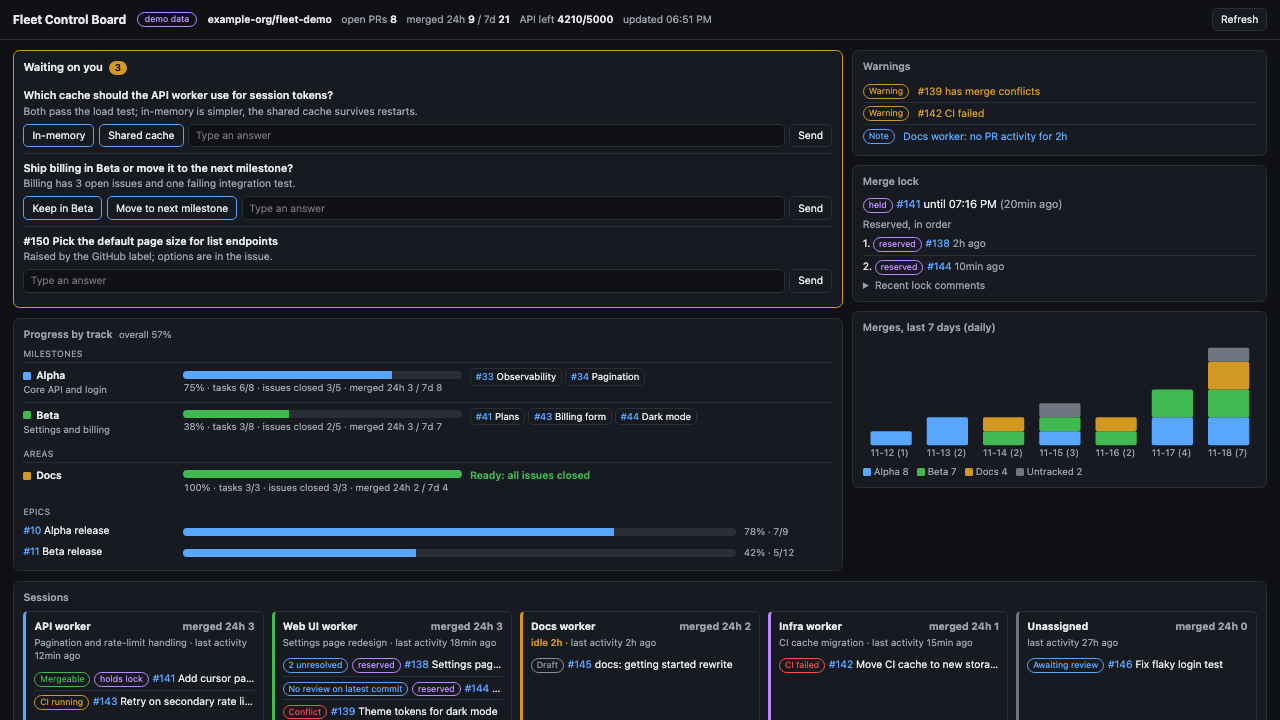 Fleet Control Board demo data example-org/fleet-demo open PRs 8 merged 24h 9 / 7d 21 API left 4210/5000 updated 06:51 PM Refresh
Waiting on you 3
Which cache should the API worker use for session tokens?
Both pass the load test; in-memory is simpler, the shared cache survives restarts.
In-memory Shared cache Type an answer Send
Ship billing in Beta or move it to the next milestone?
Billing has 3 open issues and one failing integration test.
Keep in Beta Move to next milestone Type an answer Send
#150 Pick the default page size for list endpoints
Raised by the GitHub label; options are in the issue.
Type an answer Send
Warnings
Warning #139 has merge conflicts
Warning #142 CI failed
Note Docs worker: no PR activity for 2h
Merge lock
held #141 until 07:16 PM (20min ago)
Reserved, in order
1. reserved #138 2h ago
2. reserved #144 10min ago
▶ Recent lock comments
Progress by track overall 57%
MILESTONES
Alpha
Core API and login
75% · tasks 6/8 · issues closed 3/5 · merged 24h 3 / 7d 8
#33 Observability #34 Pagination
Beta
Settings and billing
38% · tasks 3/8 · issues closed 2/5 · merged 24h 3 / 7d 7
#41 Plans #43 Billing form #44 Dark mode
AREAS
Docs
100% · tasks 3/3 · issues closed 3/3 · merged 24h 2 / 7d 4
Ready: all issues closed
EPICS
#10 Alpha release 78% · 7/9
#11 Beta release 42% · 5/12
Merges, last 7 days (daily)
11-12 (1) 11-13 (2) 11-14 (2) 11-15 (3) 11-16 (2) 11-17 (4) 11-18 (7)
Alpha 8 Beta 7 Docs 4 Untracked 2
Sessions
API worker merged 24h 3
Pagination and rate-limit handling · last activity
12min ago
Mergeable holds lock #141 Add cursor pa...
CI running #143 Retry on secondary rate li...
Web UI worker merged 24h 3
Settings page redesign · last activity 18min ago
2 unresolved reserved #138 Settings pag...
No review on latest commit reserved #144 ...
Conflict #139 Theme tokens for dark mode
Docs worker merged 24h 2
idle 2h · last activity 2h ago
Draft #145 docs: getting started rewrite
Infra worker merged 24h 1
CI cache migration · last activity 15min ago
CI failed #142 Move CI cache to new stora...
Unassigned merged 24h 0
last activity 27h ago
Awaiting review #146 Fix flaky login test